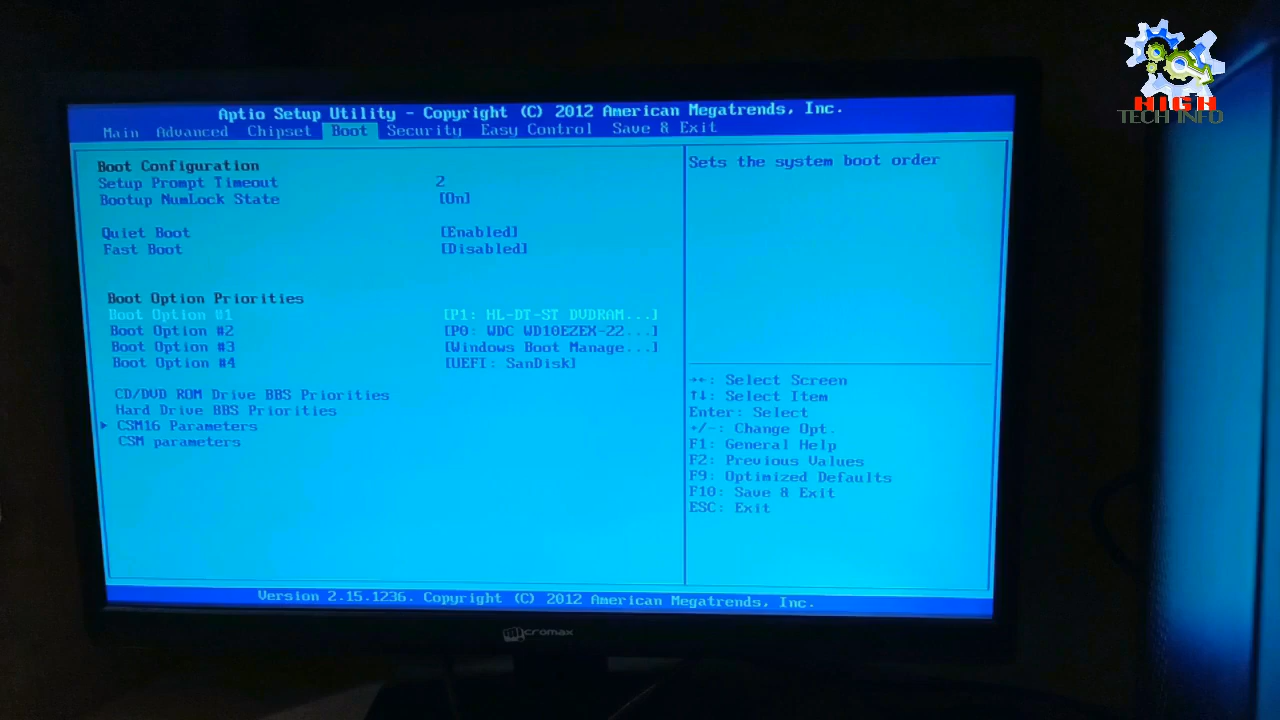 HIGH
TECH INFO
Aptio Setup Utility - Copyright (C) 2012 American Megatrends, Inc.
Main Advanced Chipset Boot Security Easy Control Save & Exit
Boot Configuration
Setup Prompt Timeout 2
Bootup NumLock State [On]
Quiet Boot [Enabled]
Fast Boot [Disabled]
Boot Option Priorities
Boot Option #1 [P1: HL-DT-ST DVDRAM...]
Boot Option #2 [P0: WDC WD10EZEX-22...]
Boot Option #3 [Windows Boot Manage...]
Boot Option #4 [UEFI: SanDisk]
CD/DVD ROM Drive BBS Priorities
Hard Drive BBS Priorities
CSM16 Parameters
CSM parameters
Sets the system boot order
→←: Select Screen
↑↓: Select Item
Enter: Select
+/-: Change Opt.
F1: General Help
F2: Previous Values
F9: Optimized Defaults
F10: Save & Exit
ESC: Exit
Version 2.15.1236. Copyright (C) 2012 American Megatrends, Inc.
micromax